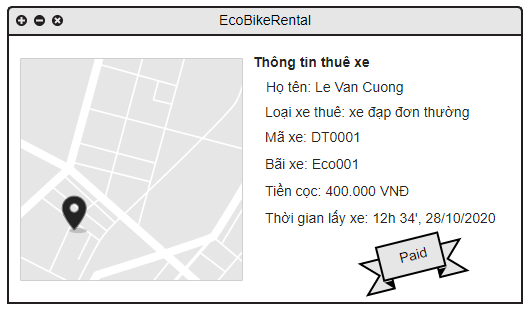 EcoBikeRental
Thông tin thuê xe
Họ tên: Le Van Cuong
Loại xe thuê: xe đạp đơn thường
Mã xe: DT0001
Bãi xe: Eco001
Tiền cọc: 400.000 VNĐ
Thời gian lấy xe: 12h 34', 28/10/2020
Paid